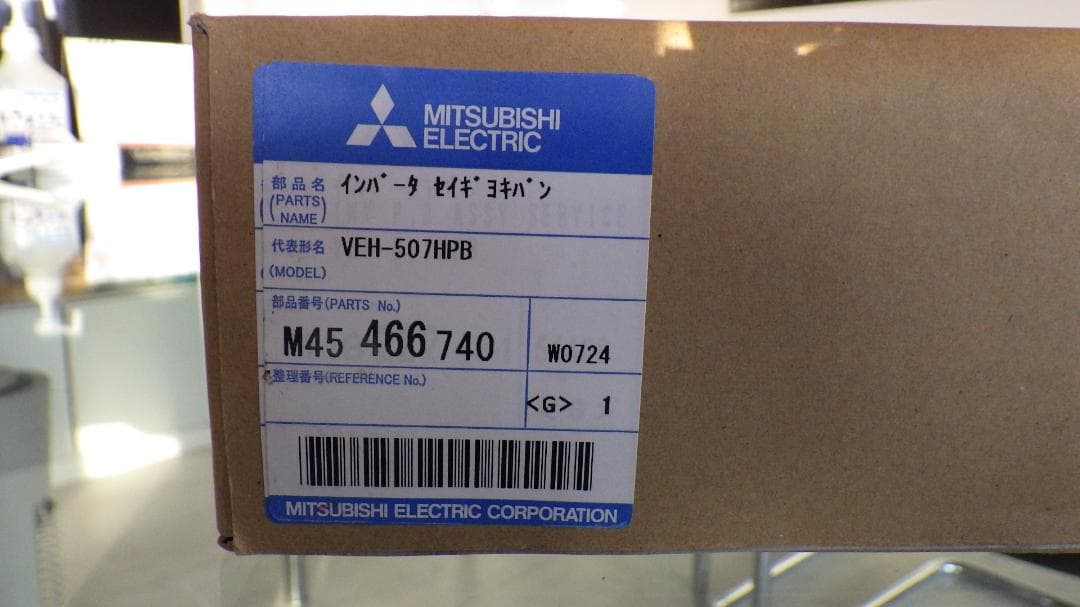 MITSUBISHI
ELECTRIC
部品名 ｲﾝﾊﾞｰﾀ ｾｲｷﾞﾖｷﾊﾞﾝ
(PARTS NAME)
代表形名 VEH-507HPB
(MODEL)
部品番号(PARTS No.)
M45 466 740 W0724
整理番号(REFERENCE No.)
<G> 1
MITSUBISHI ELECTRIC CORPORATION